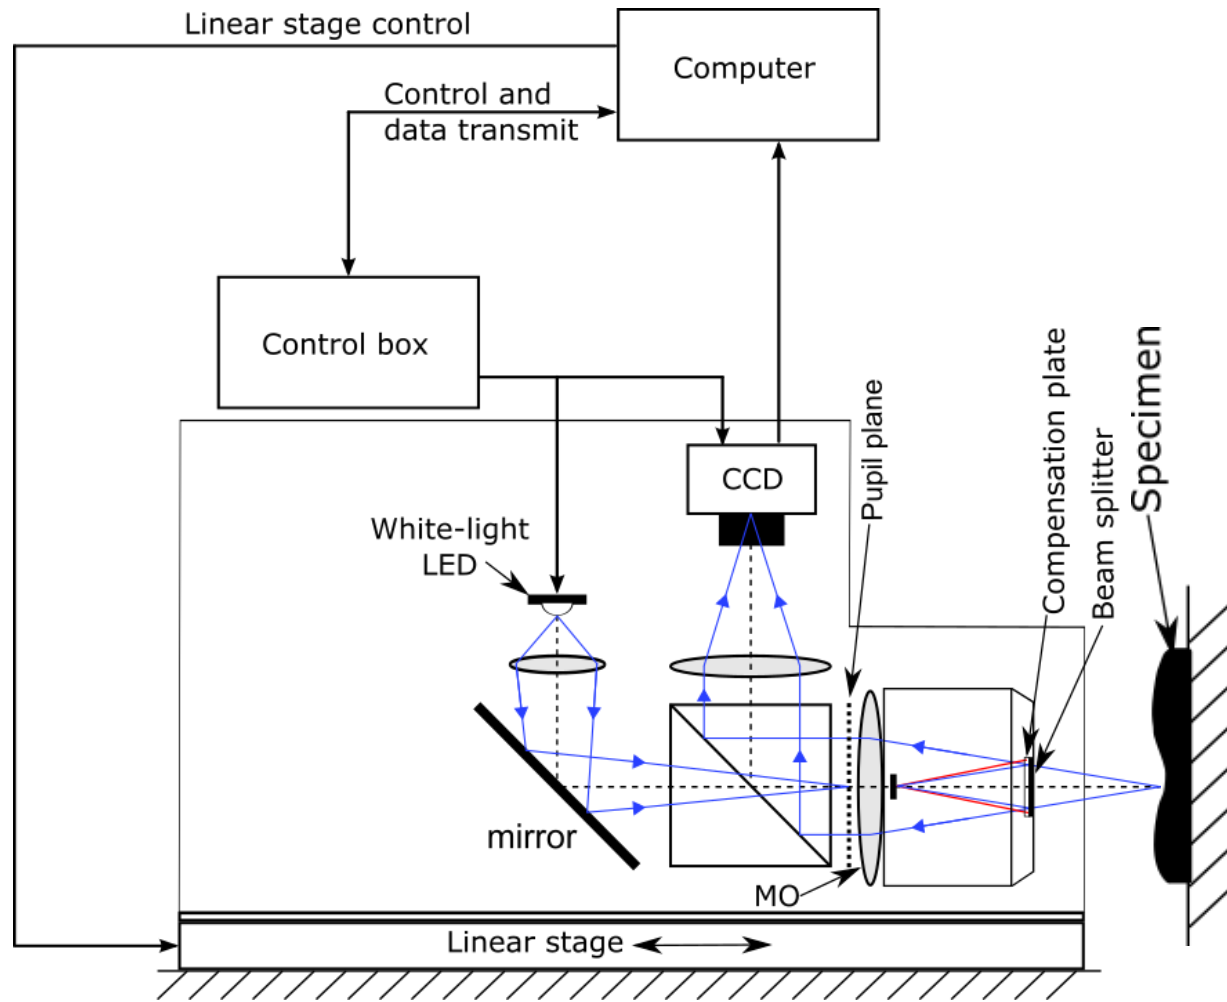 Linear stage control
Computer
Control and
data transmit
Control box
CCD
Pupil plane
Compensation plate
Beam splitter
Specimen
White-light
LED
mirror
MO
Linear stage